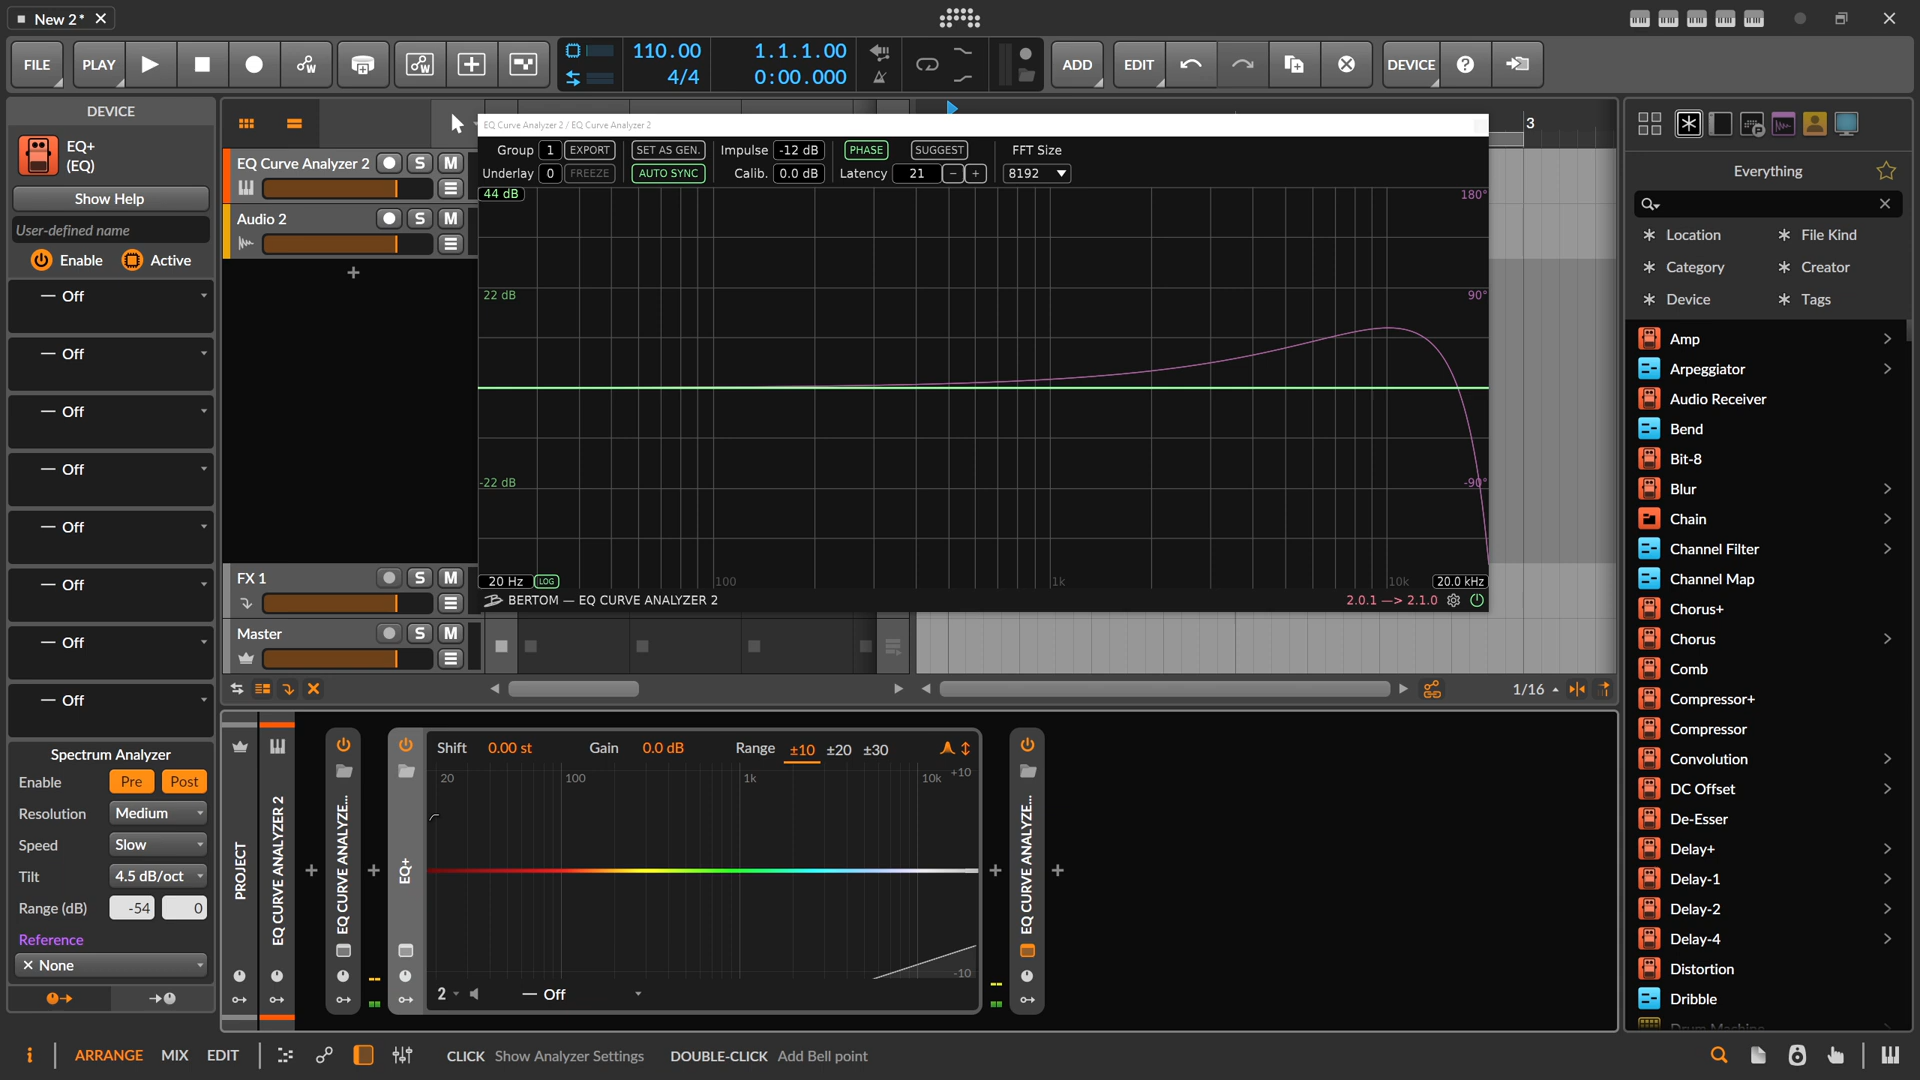 New 2*
FILE
PLAY
110.00
4/4
1.1.1.00
0:00.000
ADD
EDIT
DEVICE
DEVICE
EQ+
(EQ)
Show Help
User-defined name
Enable
Active
Off
Off
Off
Off
Off
Off
Off
Off
Spectrum Analyzer
Enable Pre Post
Resolution Medium
Speed Slow
Tilt 4.5 dB/oct
Range (dB) -54 0
Reference
× None
EQ Curve Analyzer 2 S M
Audio 2 S M
FX 1 S M
Master S M
EQ Curve Analyzer 2 / EQ Curve Analyzer 2
Group 1 EXPORT SET AS GEN. Impulse -12 dB PHASE SUGGEST FFT Size
Underlay 0 FREEZE AUTO SYNC Calib. 0.0 dB Latency 21 − + 8192
44 dB 180°
22 dB 90°
-22 dB -90°
20 Hz LOG 100 1k 10k 20.0 kHz
BERTOM — EQ CURVE ANALYZER 2 2.0.1 —> 2.1.0
3
1/16
PROJECT
EQ CURVE ANALYZER 2
EQ CURVE ANALYZE...
EQ+
Shift 0.00 st Gain 0.0 dB Range ±10 ±20 ±30
20 100 1k 10k +10
-10
2 Off
EQ CURVE ANALYZE...
Everything
Location File Kind
Category Creator
Device Tags
Amp
Arpeggiator
Audio Receiver
Bend
Bit-8
Blur
Chain
Channel Filter
Channel Map
Chorus+
Chorus
Comb
Compressor+
Compressor
Convolution
DC Offset
De-Esser
Delay+
Delay-1
Delay-2
Delay-4
Distortion
Dribble
Drum Machine
i ARRANGE MIX EDIT CLICK Show Analyzer Settings DOUBLE-CLICK Add Bell point